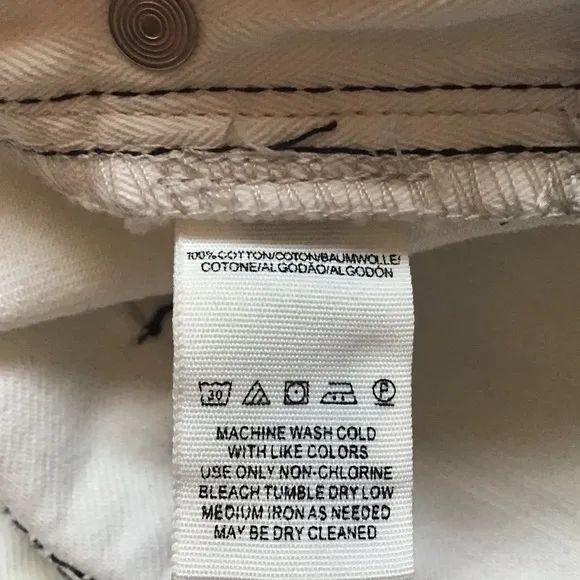 100% COTTON/COTON/BAUMWOLLE/
COTONE/ALGODÃO/ALGODÓN
30 P
MACHINE WASH COLD
WITH LIKE COLORS
USE ONLY NON-CHLORINE
BLEACH TUMBLE DRY LOW
MEDIUM IRON AS NEEDED
MAY BE DRY CLEANED